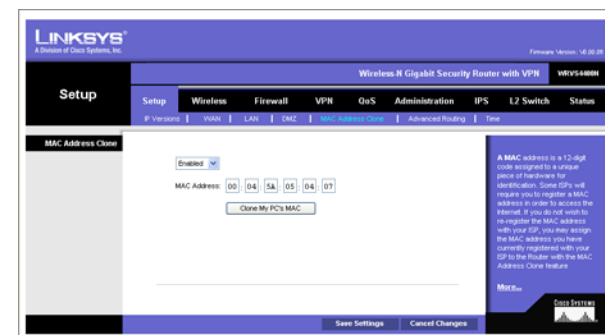 LINKSYS®
A Division of Cisco Systems, Inc.
Firmware Version: V0.00.28
Wireless-N Gigabit Security Router with VPN WRVS4400N
Setup
Setup Wireless Firewall VPN QoS Administration IPS L2 Switch Status
IP Versions | WAN | LAN | DMZ | MAC Address Clone | Advanced Routing | Time
MAC Address Clone
Enabled
MAC Address: 00 : 04 : 5A : 05 : 04 : 07
Clone My PC's MAC
A MAC address is a 12-digit
code assigned to a unique
piece of hardware for
identification. Some ISPs will
require you to register a MAC
address in order to access the
Internet. If you do not wish to
re-register the MAC address
with your ISP, you may assign
the MAC address you have
currently registered with your
ISP to the Router with the MAC
Address Clone feature
More...
Save Settings Cancel Changes
CISCO SYSTEMS